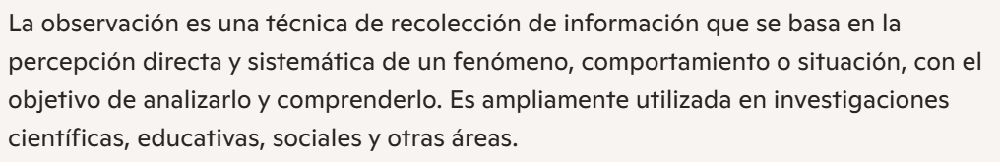 La observación es una técnica de recolección de información que se basa en la
percepción directa y sistemática de un fenómeno, comportamiento o situación, con el
objetivo de analizarlo y comprenderlo. Es ampliamente utilizada en investigaciones
científicas, educativas, sociales y otras áreas.